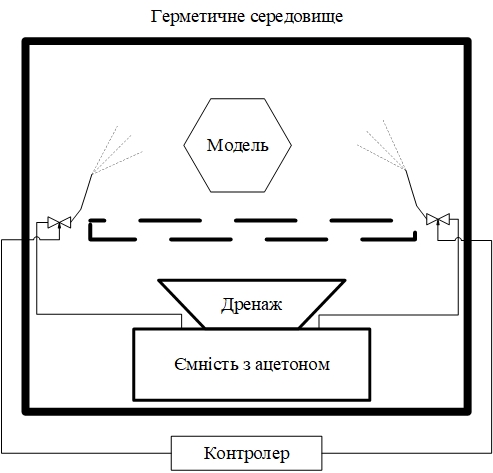 Герметичне середовище
Модель
Дренаж
Ємність з ацетоном
Контролер